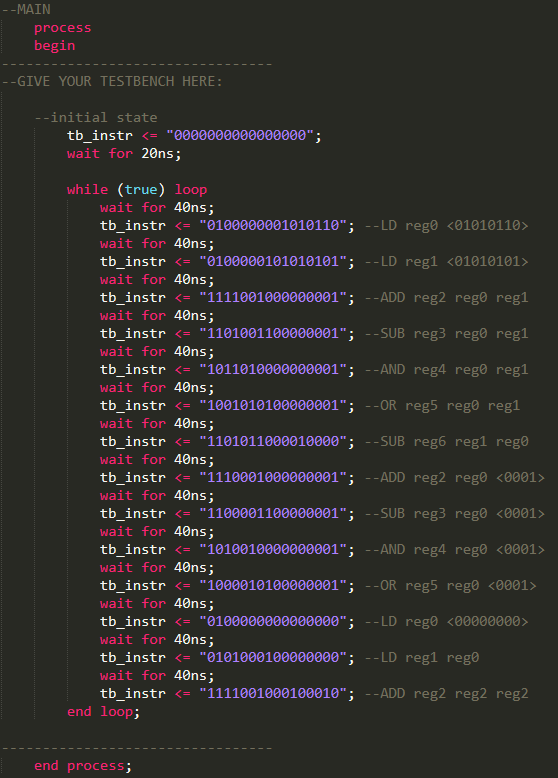 --MAIN
process
begin
---------------------------------
--GIVE YOUR TESTBENCH HERE:
--initial state
tb_instr <= "0000000000000000";
wait for 20ns;
while (true) loop
wait for 40ns;
tb_instr <= "0100000001010110"; --LD reg0 <01010110>
wait for 40ns;
tb_instr <= "0100000101010101"; --LD reg1 <01010101>
wait for 40ns;
tb_instr <= "1111001000000001"; --ADD reg2 reg0 reg1
wait for 40ns;
tb_instr <= "1101001100000001"; --SUB reg3 reg0 reg1
wait for 40ns;
tb_instr <= "1011010000000001"; --AND reg4 reg0 reg1
wait for 40ns;
tb_instr <= "1001010100000001"; --OR reg5 reg0 reg1
wait for 40ns;
tb_instr <= "1101011000010000"; --SUB reg6 reg1 reg0
wait for 40ns;
tb_instr <= "1110001000000001"; --ADD reg2 reg0 <0001>
wait for 40ns;
tb_instr <= "1100001100000001"; --SUB reg3 reg0 <0001>
wait for 40ns;
tb_instr <= "1010010000000001"; --AND reg4 reg0 <0001>
wait for 40ns;
tb_instr <= "1000010100000001"; --OR reg5 reg0 <0001>
wait for 40ns;
tb_instr <= "0100000000000000"; --LD reg0 <00000000>
wait for 40ns;
tb_instr <= "0101000100000000"; --LD reg1 reg0
wait for 40ns;
tb_instr <= "1111001000100010"; --ADD reg2 reg2 reg2
end loop;
---------------------------------
end process;